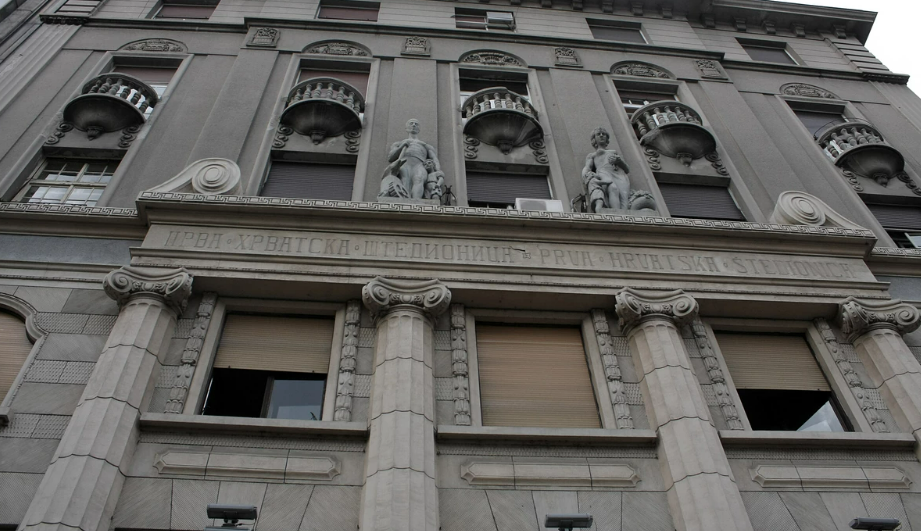 ПРВА · ХРВАТСКА · ШТЕДИОНИЦА · PRVA · HRVATSKA · ŠTEDIONICA